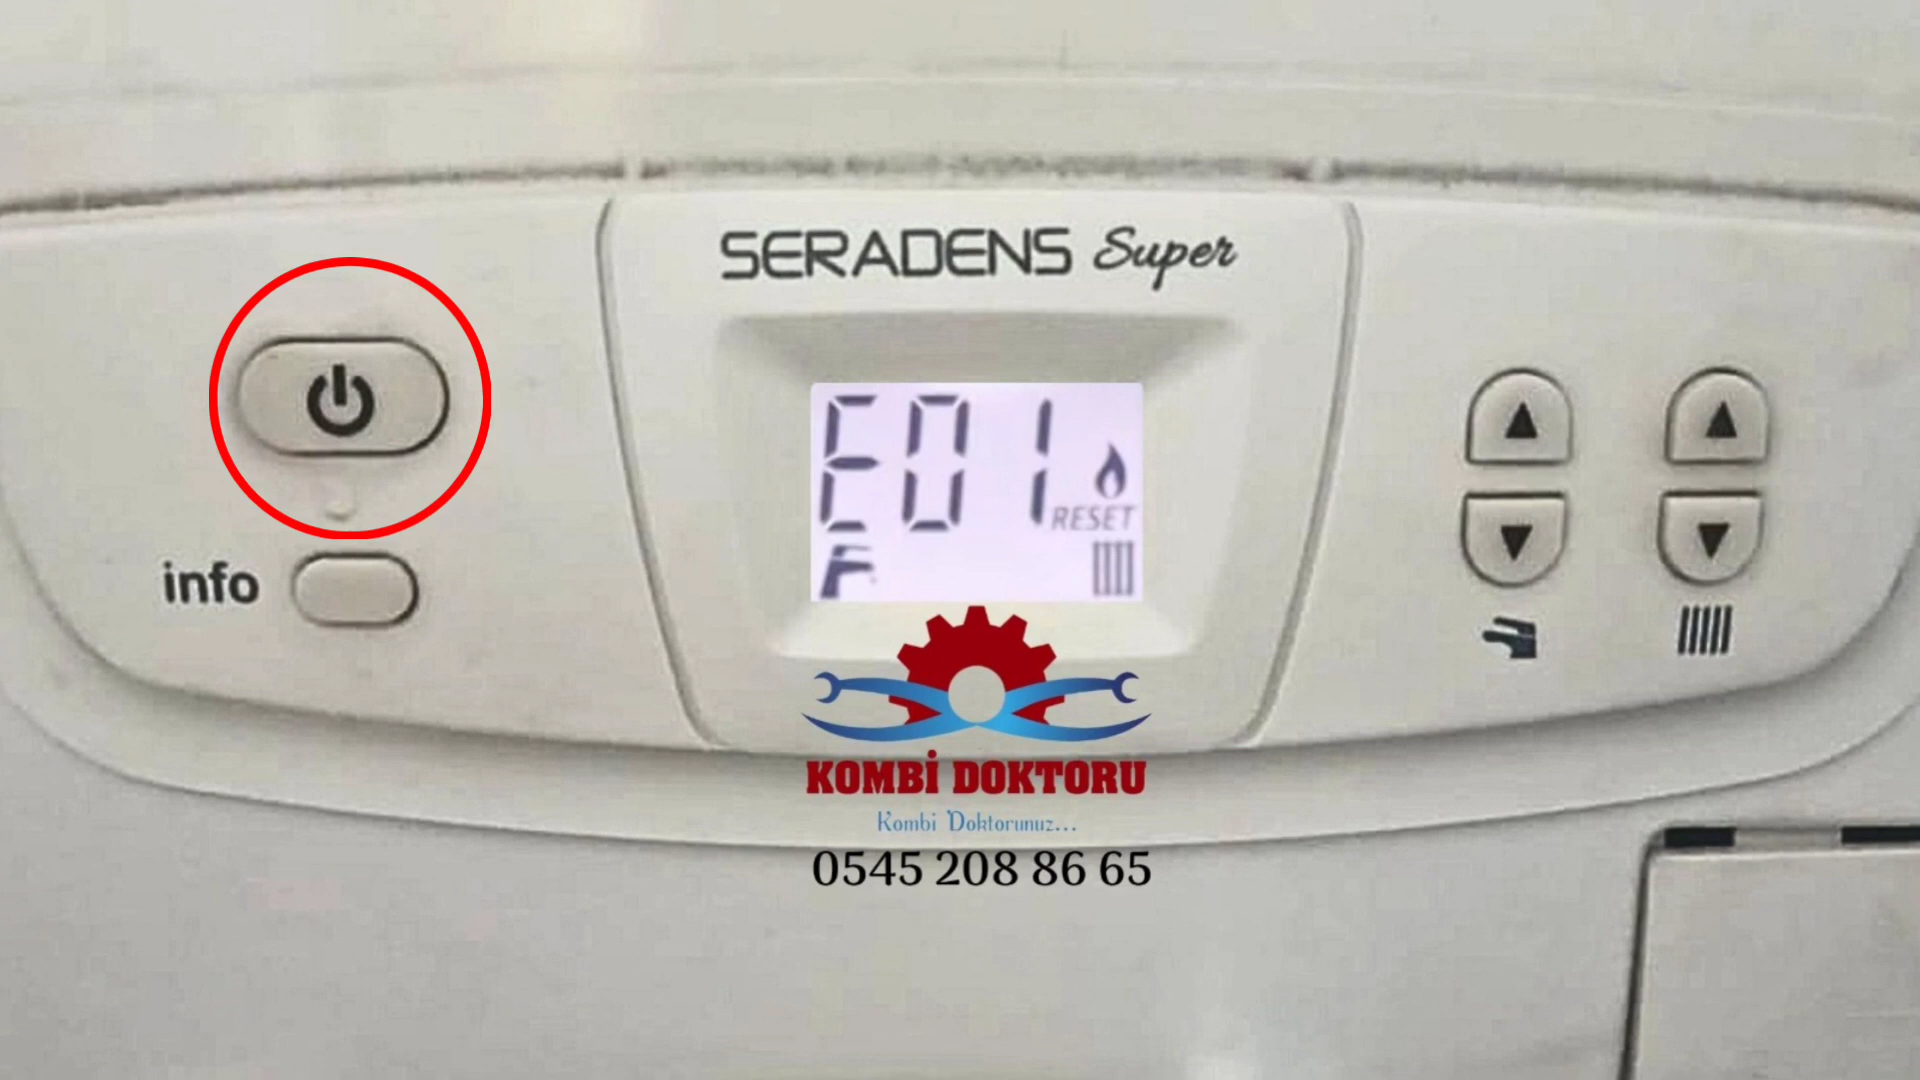 SERADENS Super
E01
RESET
info
KOMBİ DOKTORU
Kombi Doktorunuz...
0545 208 86 65